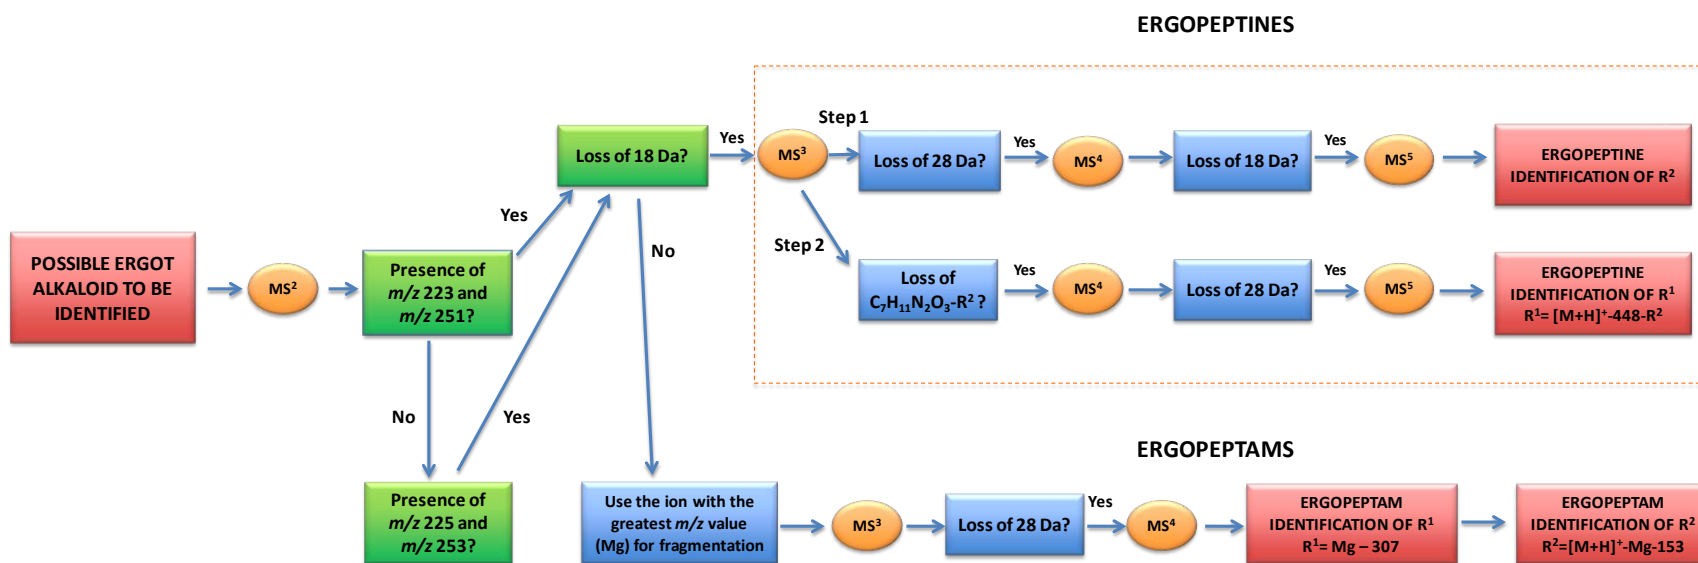 ERGOPEPTINES
Step 1
Yes
MS³
Loss of 28 Da?
Yes
MS⁴
Loss of 18 Da?
Yes
MS⁵
ERGOPEPTINE
IDENTIFICATION OF R²
Loss of 18 Da?
Yes
No
Step 2
POSSIBLE ERGOT
ALKALOID TO BE
IDENTIFIED
MS²
Presence of
m/z 223 and
m/z 251?
Loss of
C₇H₁₁N₂O₃-R² ?
Yes
MS⁴
Loss of 28 Da?
Yes
MS⁵
ERGOPEPTINE
IDENTIFICATION OF R¹
R¹= [M+H]⁺-448-R²
No
Yes
ERGOPEPTAMS
Presence of
m/z 225 and
m/z 253?
Use the ion with the
greatest m/z value
(Mg) for fragmentation
MS³
Loss of 28 Da?
Yes
MS⁴
ERGOPEPTAM
IDENTIFICATION OF R¹
R¹= Mg – 307
ERGOPEPTAM
IDENTIFICATION OF R²
R²=[M+H]⁺-Mg-153